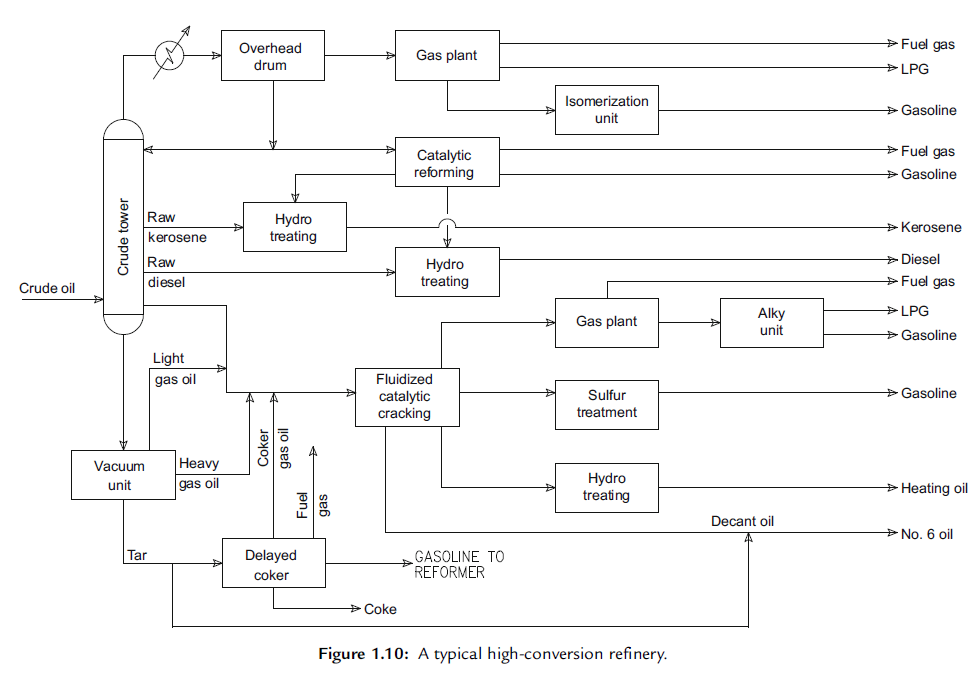 Overhead
drum
Gas plant
Fuel gas
LPG
Isomerization
unit
Gasoline
Catalytic
reforming
Fuel gas
Gasoline
Crude tower
Raw
kerosene
Hydro
treating
Kerosene
Raw
diesel
Hydro
treating
Diesel
Crude oil
Fuel gas
Gas plant
Alky
unit
LPG
Gasoline
Light
gas oil
Fluidized
catalytic
cracking
Sulfur
treatment
Gasoline
Vacuum
unit
Heavy
gas oil
Coker
gas oil
Fuel
gas
Hydro
treating
Heating oil
Decant oil
No. 6 oil
Tar
Delayed
coker
GASOLINE TO
REFORMER
Coke
Figure 1.10: A typical high-conversion refinery.